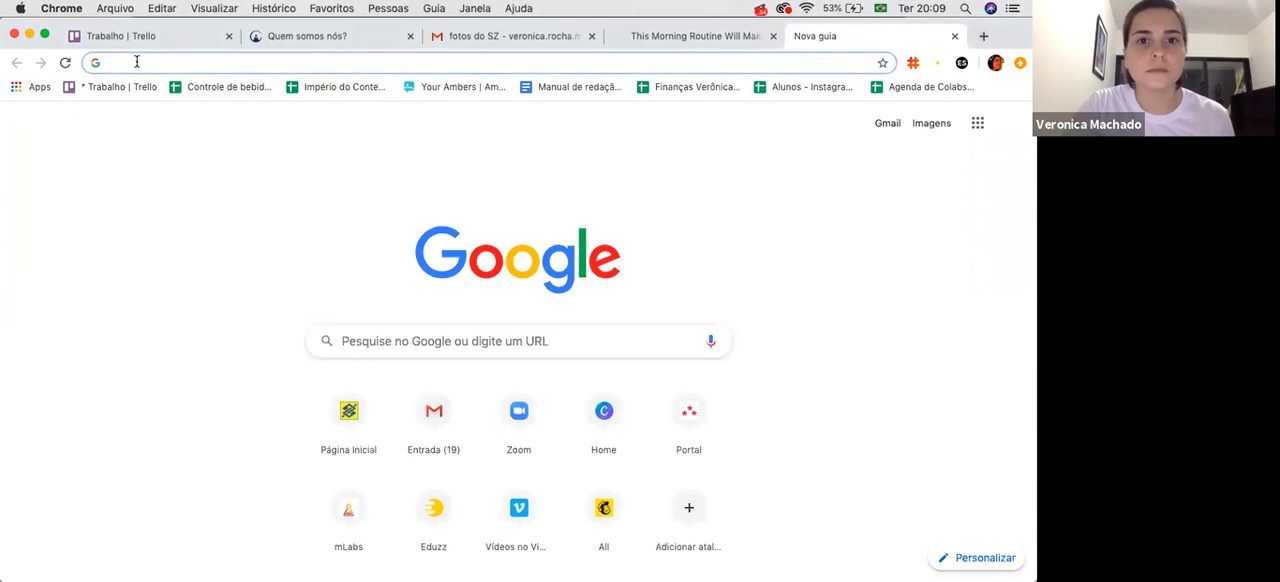 Chrome Arquivo Editar Visualizar Histórico Favoritos Pessoas Guia Janela Ajuda 53% Ter 20:09
Trabalho | Trello Quem somos nós? fotos do SZ - veronica.rocha.m This Morning Routine Will Mak Nova guia
Apps * Trabalho | Trello Controle de bebid... Império do Conte... Your Ambers | Am... Manual de redaçã... Finanças Verônica... Alunos - Instagra... Agenda de Colabs...
Veronica Machado
Gmail Imagens
Google
Pesquise no Google ou digite um URL
Página Inicial Entrada (19) Zoom Home Portal
mLabs Eduzz Vídeos no Vi... All Adicionar atal...
Personalizar